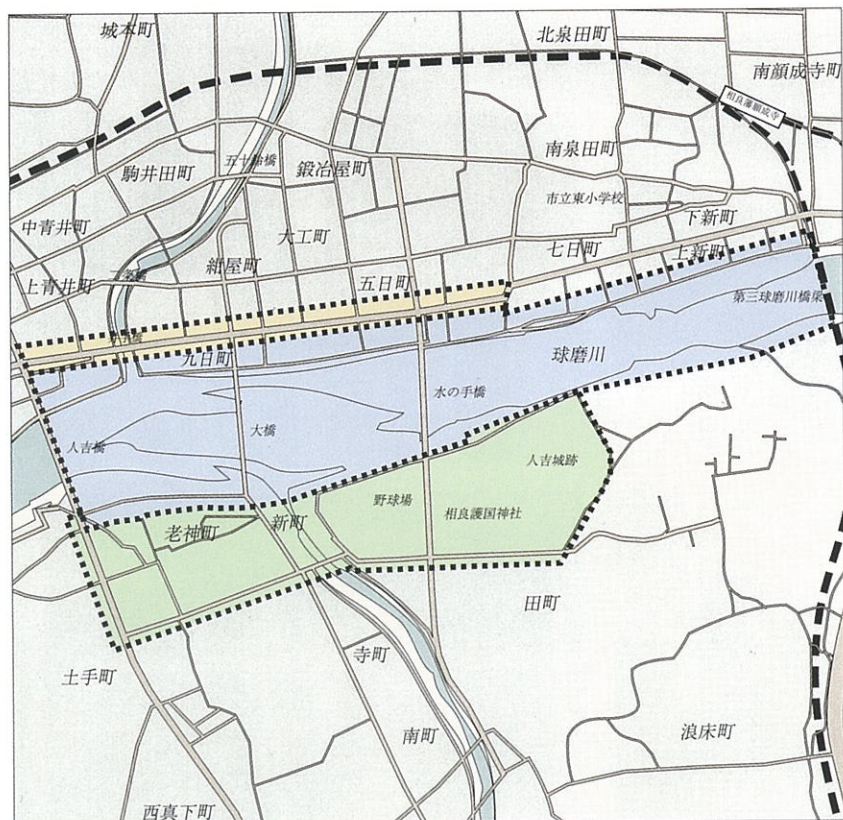 城本町
北泉田町
南願成寺町
相良藩願成寺
五十鈴橋
鍛冶屋町
南泉田町
駒井田町
市立東小学校
中青井町
大工町
下新町
七日町
上新町
紺屋町
上青井町
五日町
第三球磨川橋梁
九日町
球磨川
水の手橋
大橋
人吉橋
人吉城跡
野球場
相良護国神社
新町
老神町
田町
寺町
土手町
南町
浪床町
西真下町